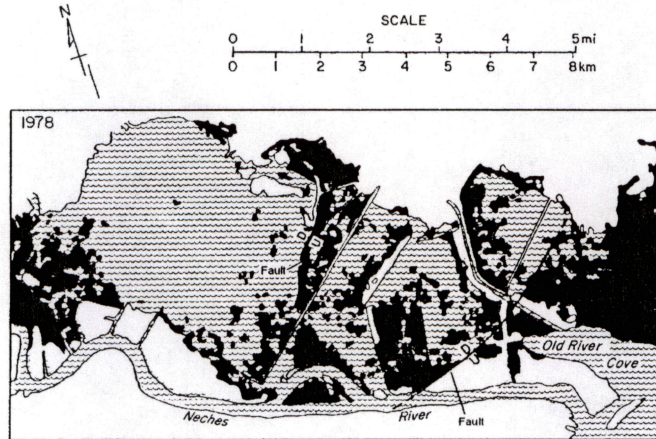 N
SCALE
0 1 2 3 4 5 mi
0 1 2 3 4 5 6 7 8 km
1978
D U
Fault
D
Old River
Cove
Neches River
Fault